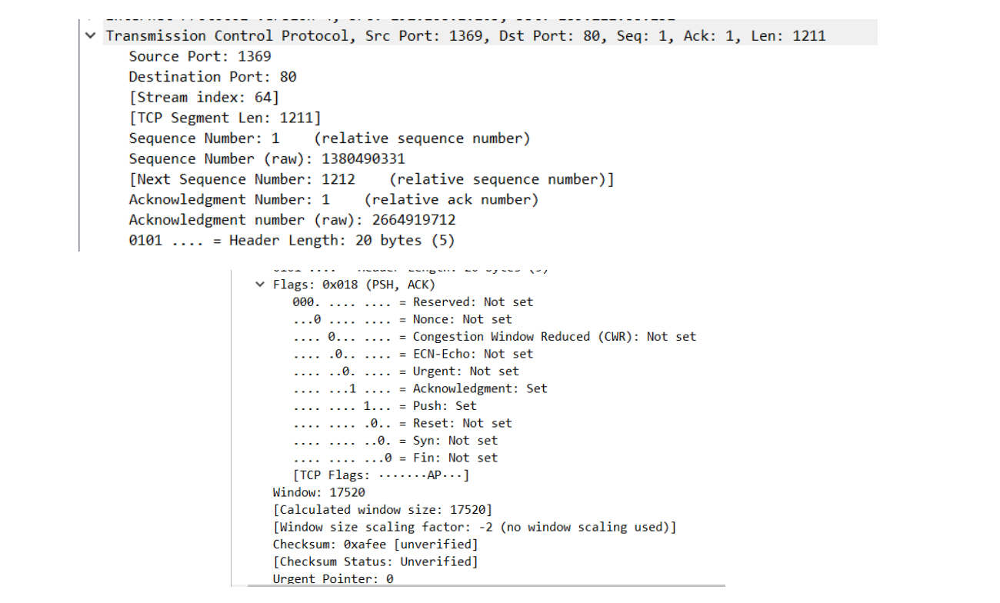 Transmission Control Protocol, Src Port: 1369, Dst Port: 80, Seq: 1, Ack: 1, Len: 1211
Source Port: 1369
Destination Port: 80
[Stream index: 64]
[TCP Segment Len: 1211]
Sequence Number: 1    (relative sequence number)
Sequence Number (raw): 1380490331
[Next Sequence Number: 1212    (relative sequence number)]
Acknowledgment Number: 1    (relative ack number)
Acknowledgment number (raw): 2664919712
0101 .... = Header Length: 20 bytes (5)
Flags: 0x018 (PSH, ACK)
000. .... .... = Reserved: Not set
...0 .... .... = Nonce: Not set
.... 0... .... = Congestion Window Reduced (CWR): Not set
.... .0.. .... = ECN-Echo: Not set
.... ..0. .... = Urgent: Not set
.... ...1 .... = Acknowledgment: Set
.... .... 1... = Push: Set
.... .... .0.. = Reset: Not set
.... .... ..0. = Syn: Not set
.... .... ...0 = Fin: Not set
[TCP Flags: ·······AP···]
Window: 17520
[Calculated window size: 17520]
[Window size scaling factor: -2 (no window scaling used)]
Checksum: 0xafee [unverified]
[Checksum Status: Unverified]
Urgent Pointer: 0